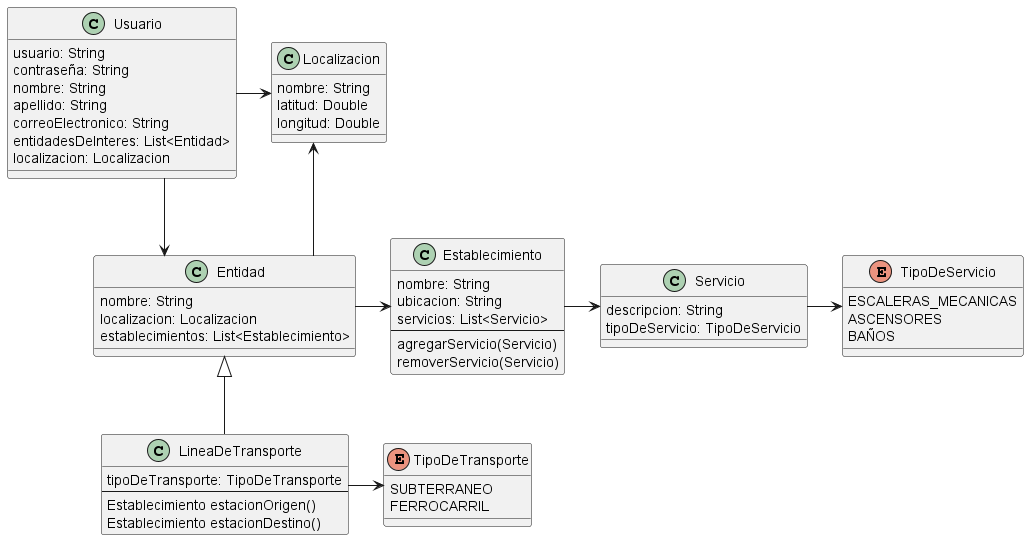 C Usuario
usuario: String
contraseña: String
nombre: String
apellido: String
correoElectronico: String
entidadesDeInteres: List<Entidad>
localizacion: Localizacion
C Localizacion
nombre: String
latitud: Double
longitud: Double
C Entidad
nombre: String
localizacion: Localizacion
establecimientos: List<Establecimiento>
C Establecimiento
nombre: String
ubicacion: String
servicios: List<Servicio>
agregarServicio(Servicio)
removerServicio(Servicio)
C Servicio
descripcion: String
tipoDeServicio: TipoDeServicio
E TipoDeServicio
ESCALERAS_MECANICAS
ASCENSORES
BAÑOS
C LineaDeTransporte
tipoDeTransporte: TipoDeTransporte
Establecimiento estacionOrigen()
Establecimiento estacionDestino()
E TipoDeTransporte
SUBTERRANEO
FERROCARRIL